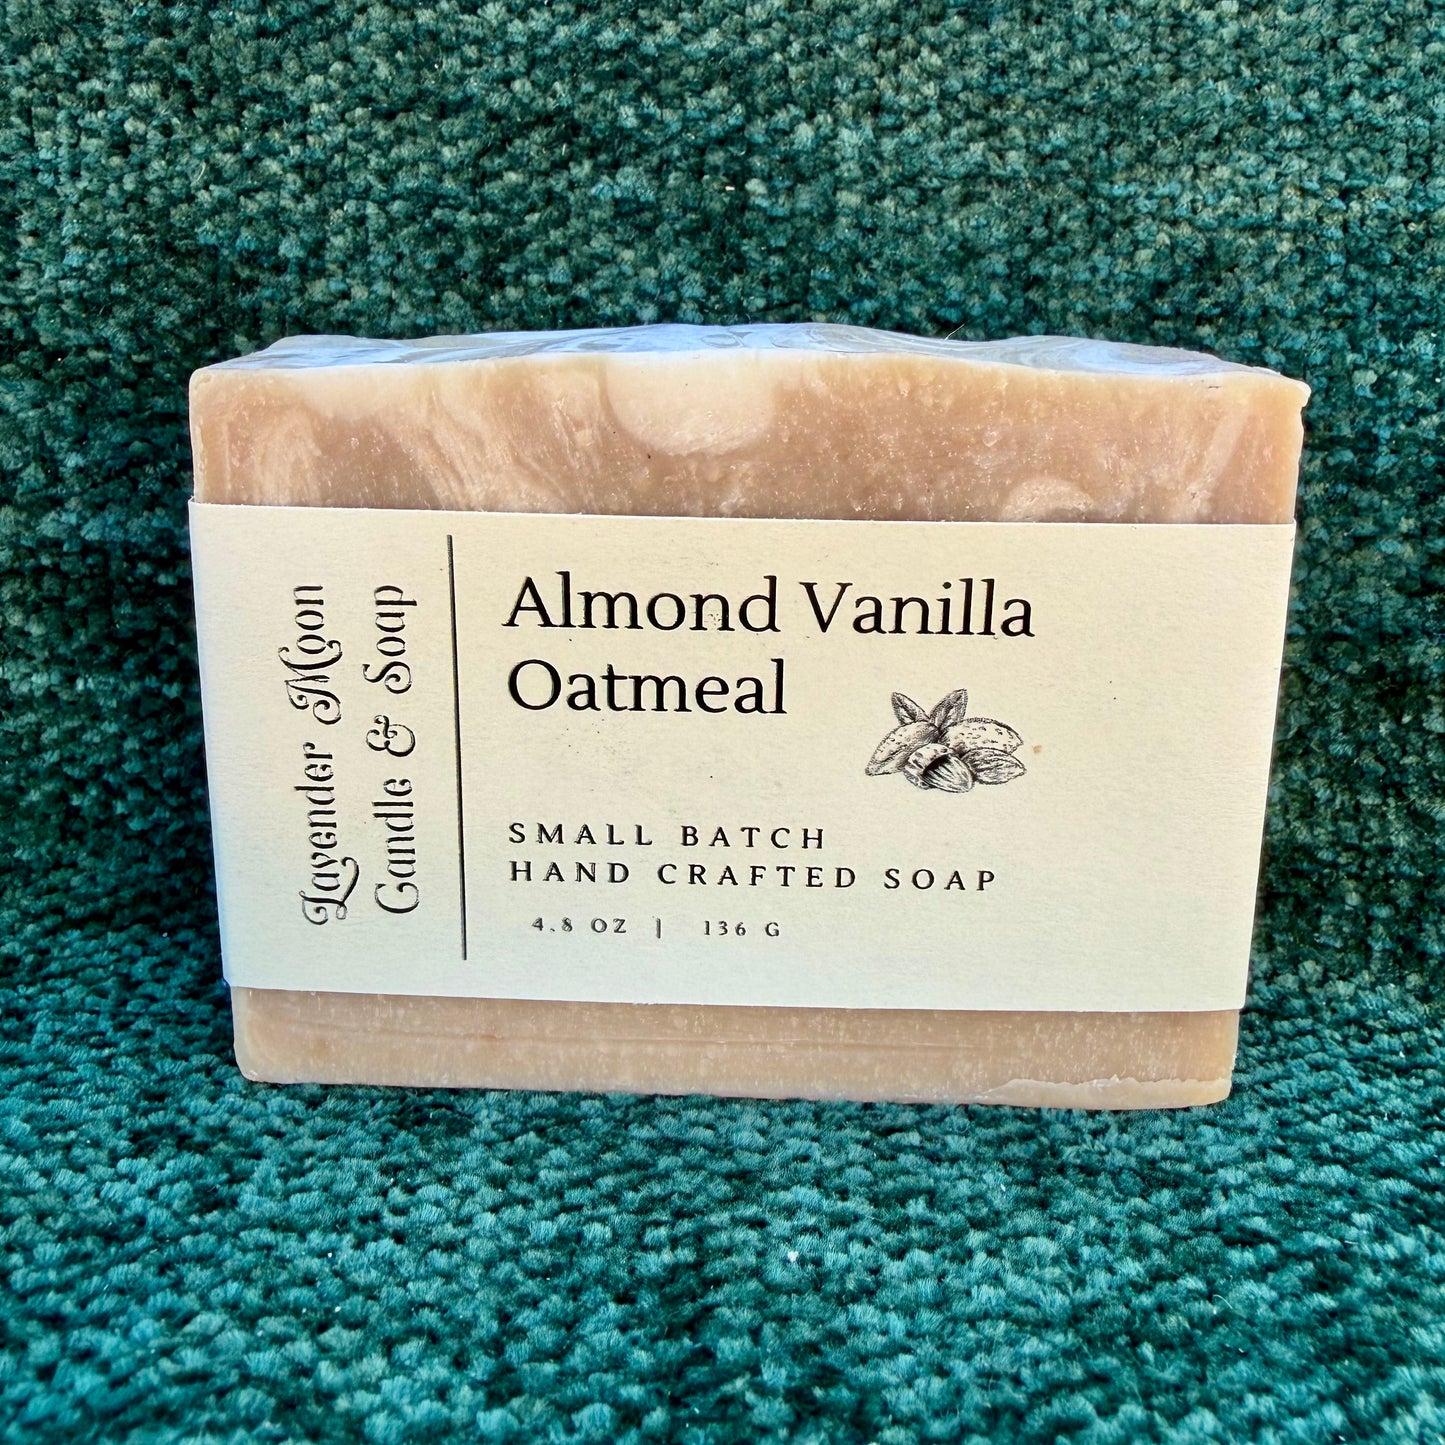 Lavender Moon
Candle & Soap
Almond Vanilla
Oatmeal
SMALL BATCH
HAND CRAFTED SOAP
4.8 OZ | 136 G